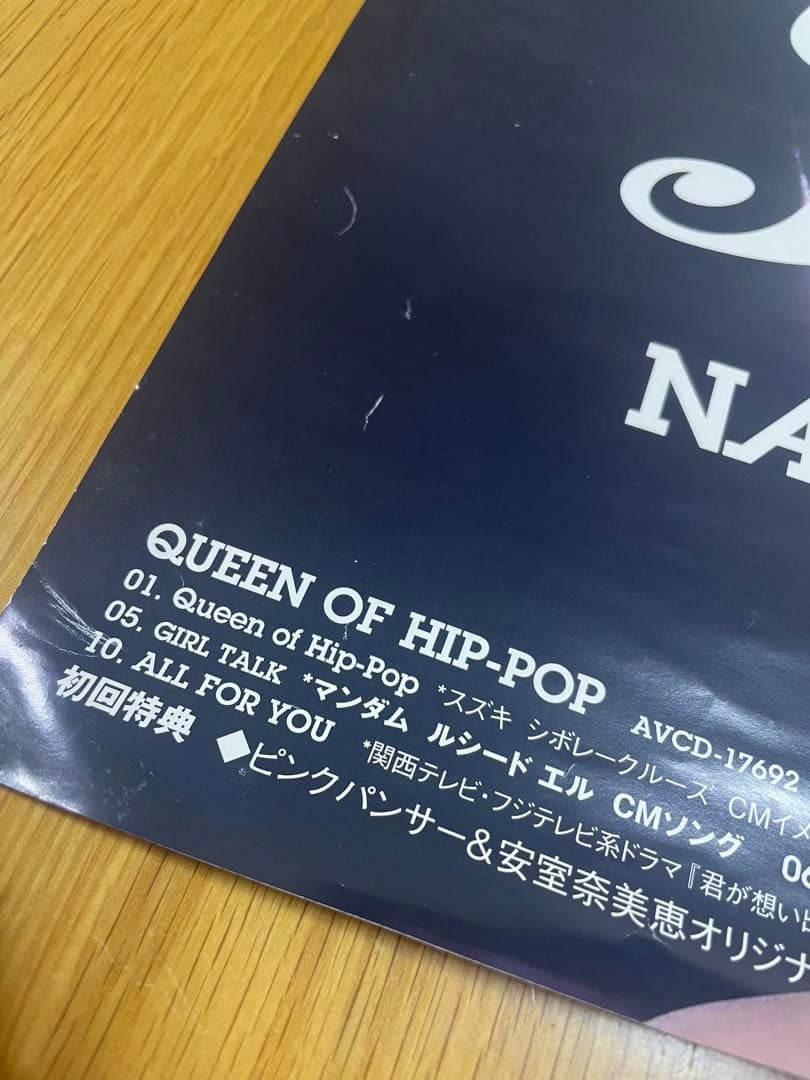 NA
QUEEN OF HIP-POP AVCD-17692
01. Queen of Hip-Pop *スズキ シボレークルーズ CMイメ
05. GIRL TALK *マンダム ルシード エル CMソング 06
10. ALL FOR YOU *関西テレビ・フジテレビ系ドラマ『君が想い出
初回特典 ◆ピンクパンサー&安室奈美恵オリジナ